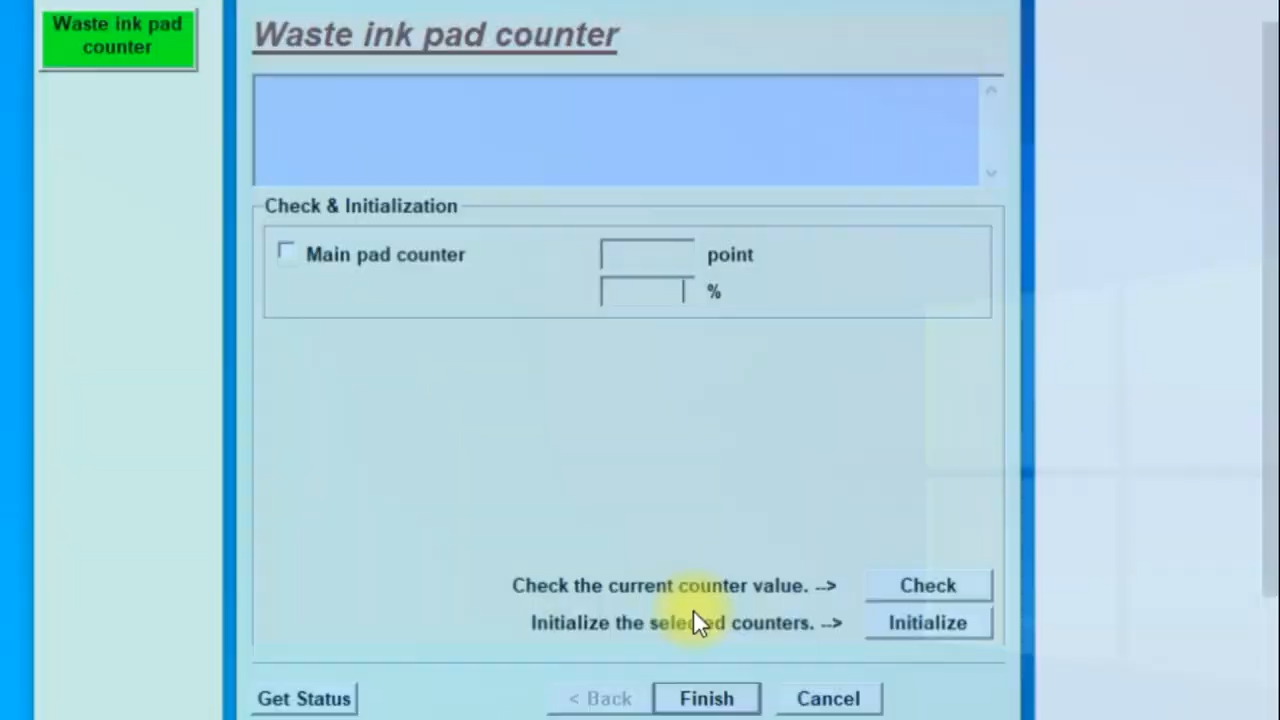 Waste ink pad
counter
Waste ink pad counter
Check & Initialization
Main pad counter
point
%
Check the current counter value. -->
Check
Initialize the selected counters. -->
Initialize
Get Status
< Back
Finish
Cancel